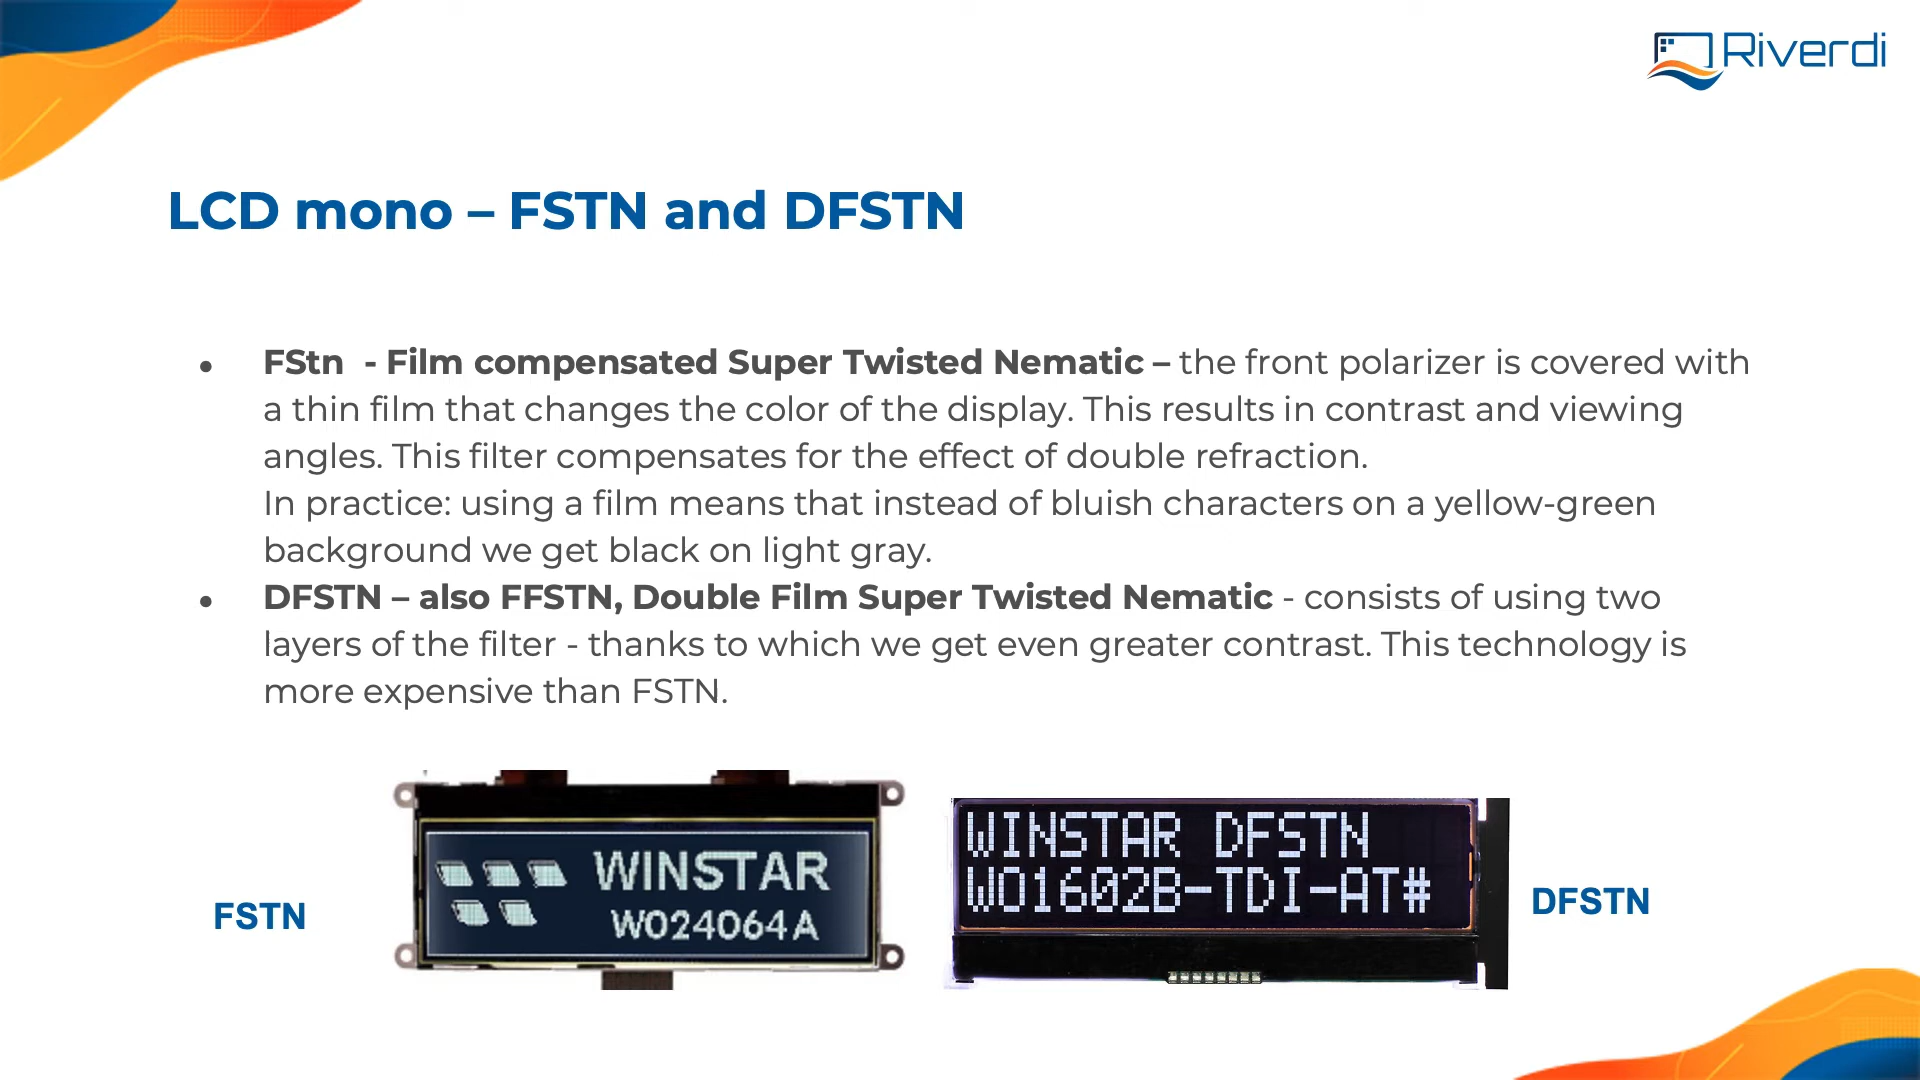 Riverdi
LCD mono – FSTN and DFSTN
● FStn  - Film compensated Super Twisted Nematic – the front polarizer is covered with
a thin film that changes the color of the display. This results in contrast and viewing
angles. This filter compensates for the effect of double refraction.
In practice: using a film means that instead of bluish characters on a yellow-green
background we get black on light gray.
● DFSTN – also FFSTN, Double Film Super Twisted Nematic - consists of using two
layers of the filter - thanks to which we get even greater contrast. This technology is
more expensive than FSTN.
FSTN
WINSTAR
WO24064A
WINSTAR DFSTN
WO1602B-TDI-AT#
DFSTN